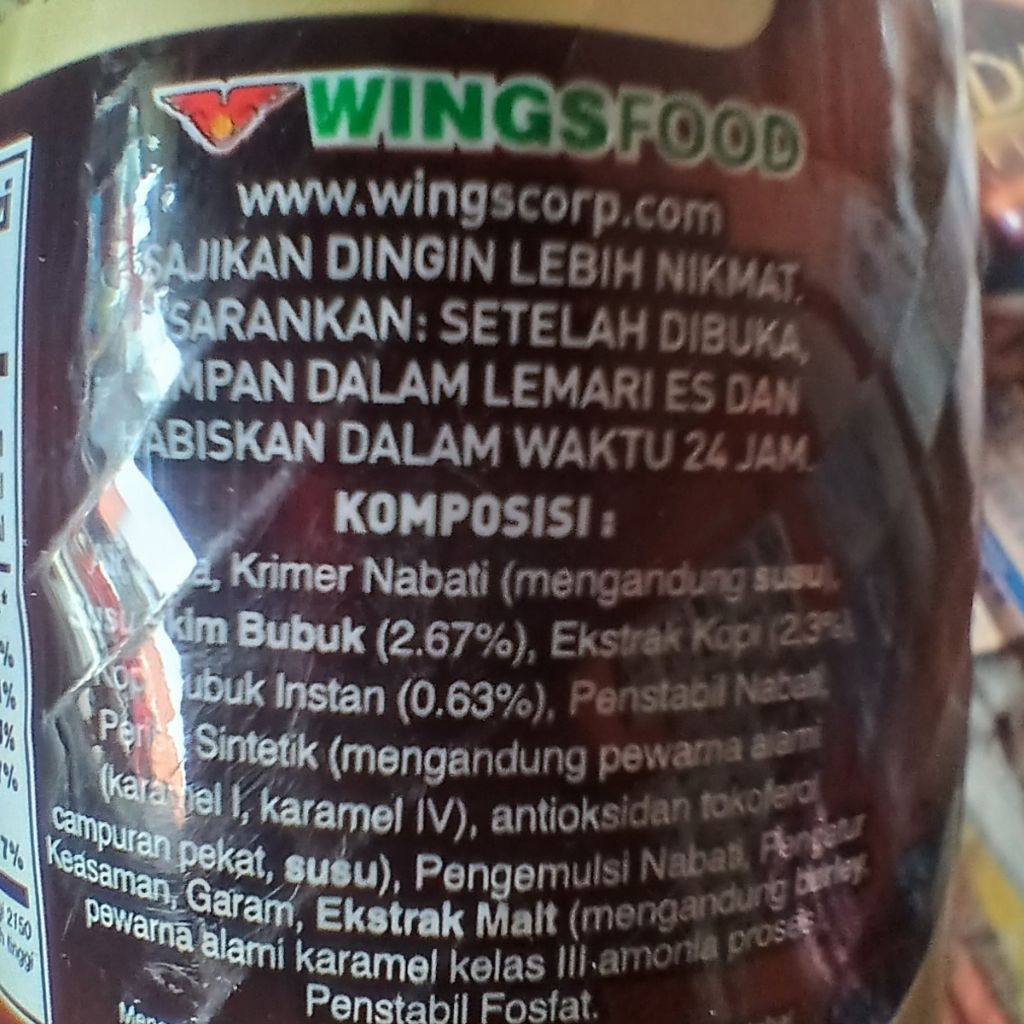 WINGSFOOD
www.wingscorp.com
SAJIKAN DINGIN LEBIH NIKMAT.
SARANKAN: SETELAH DIBUKA,
MPAN DALAM LEMARI ES DAN
ABISKAN DALAM WAKTU 24 JAM.
KOMPOSISI :
Krimer Nabati (mengandung susu),
Bubuk (2.67%), Ekstrak Kopi
Instan (0.63%), Penstabil Nabati,
Sintetik (mengandung pewarna alami
(karamel I, karamel IV), antioksidan tokoferol
campuran pekat, susu), Pengemulsi Nabati, Pengatur
Keasaman, Garam, Ekstrak Malt (mengandung barley,
pewarna alami karamel kelas III amonia proses),
Penstabil Fosfat.
%
%
%
%
7%
2150
tinggi